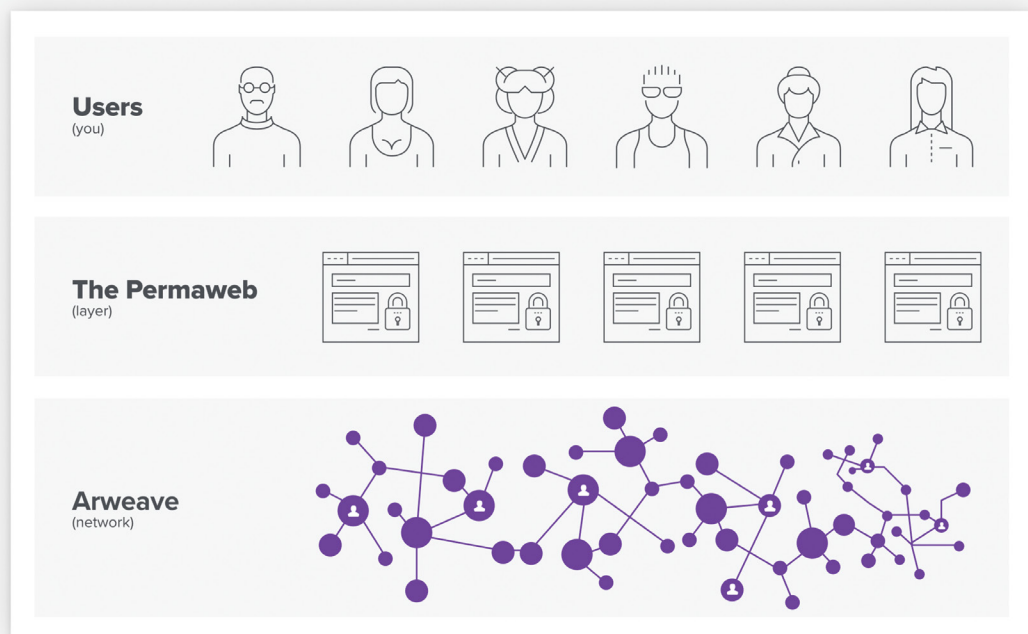 Users
(you)
The Permaweb
(layer)
Arweave
(network)